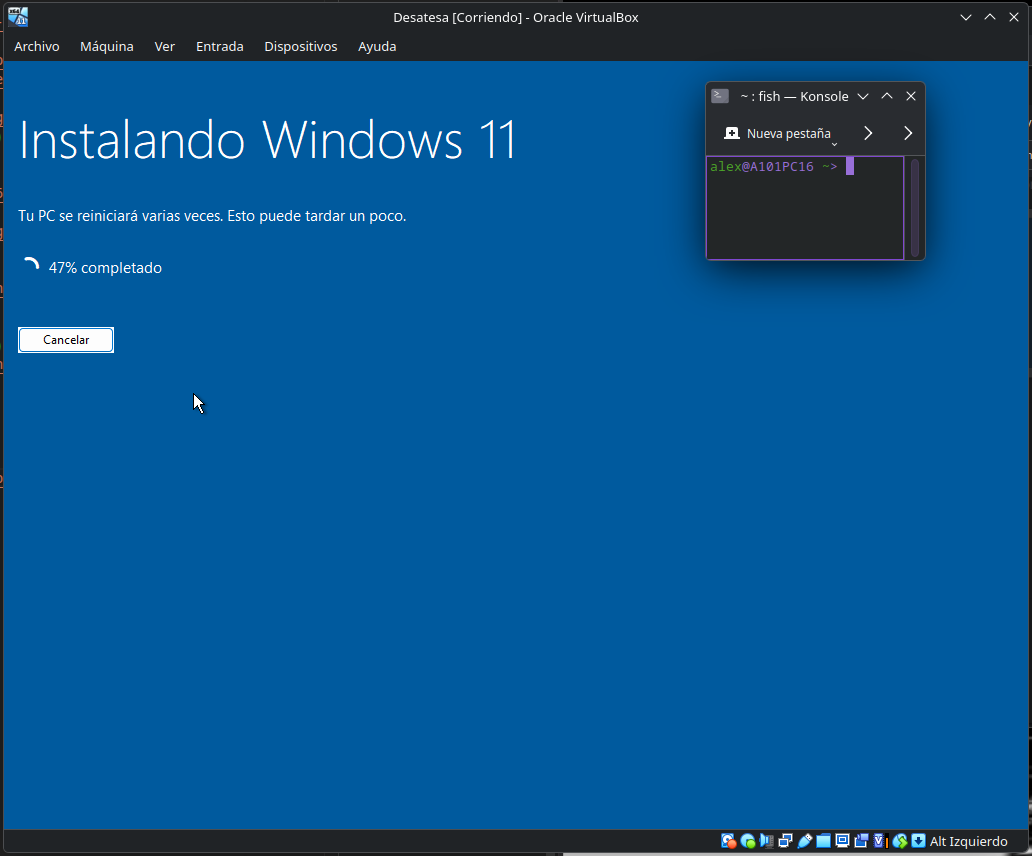 Desatesa [Corriendo] - Oracle VirtualBox
Archivo Máquina Ver Entrada Dispositivos Ayuda
~ : fish — Konsole
Nueva pestaña
alex@A101PC16 ~>
Instalando Windows 11
Tu PC se reiniciará varias veces. Esto puede tardar un poco.
47% completado
Cancelar
Alt Izquierdo